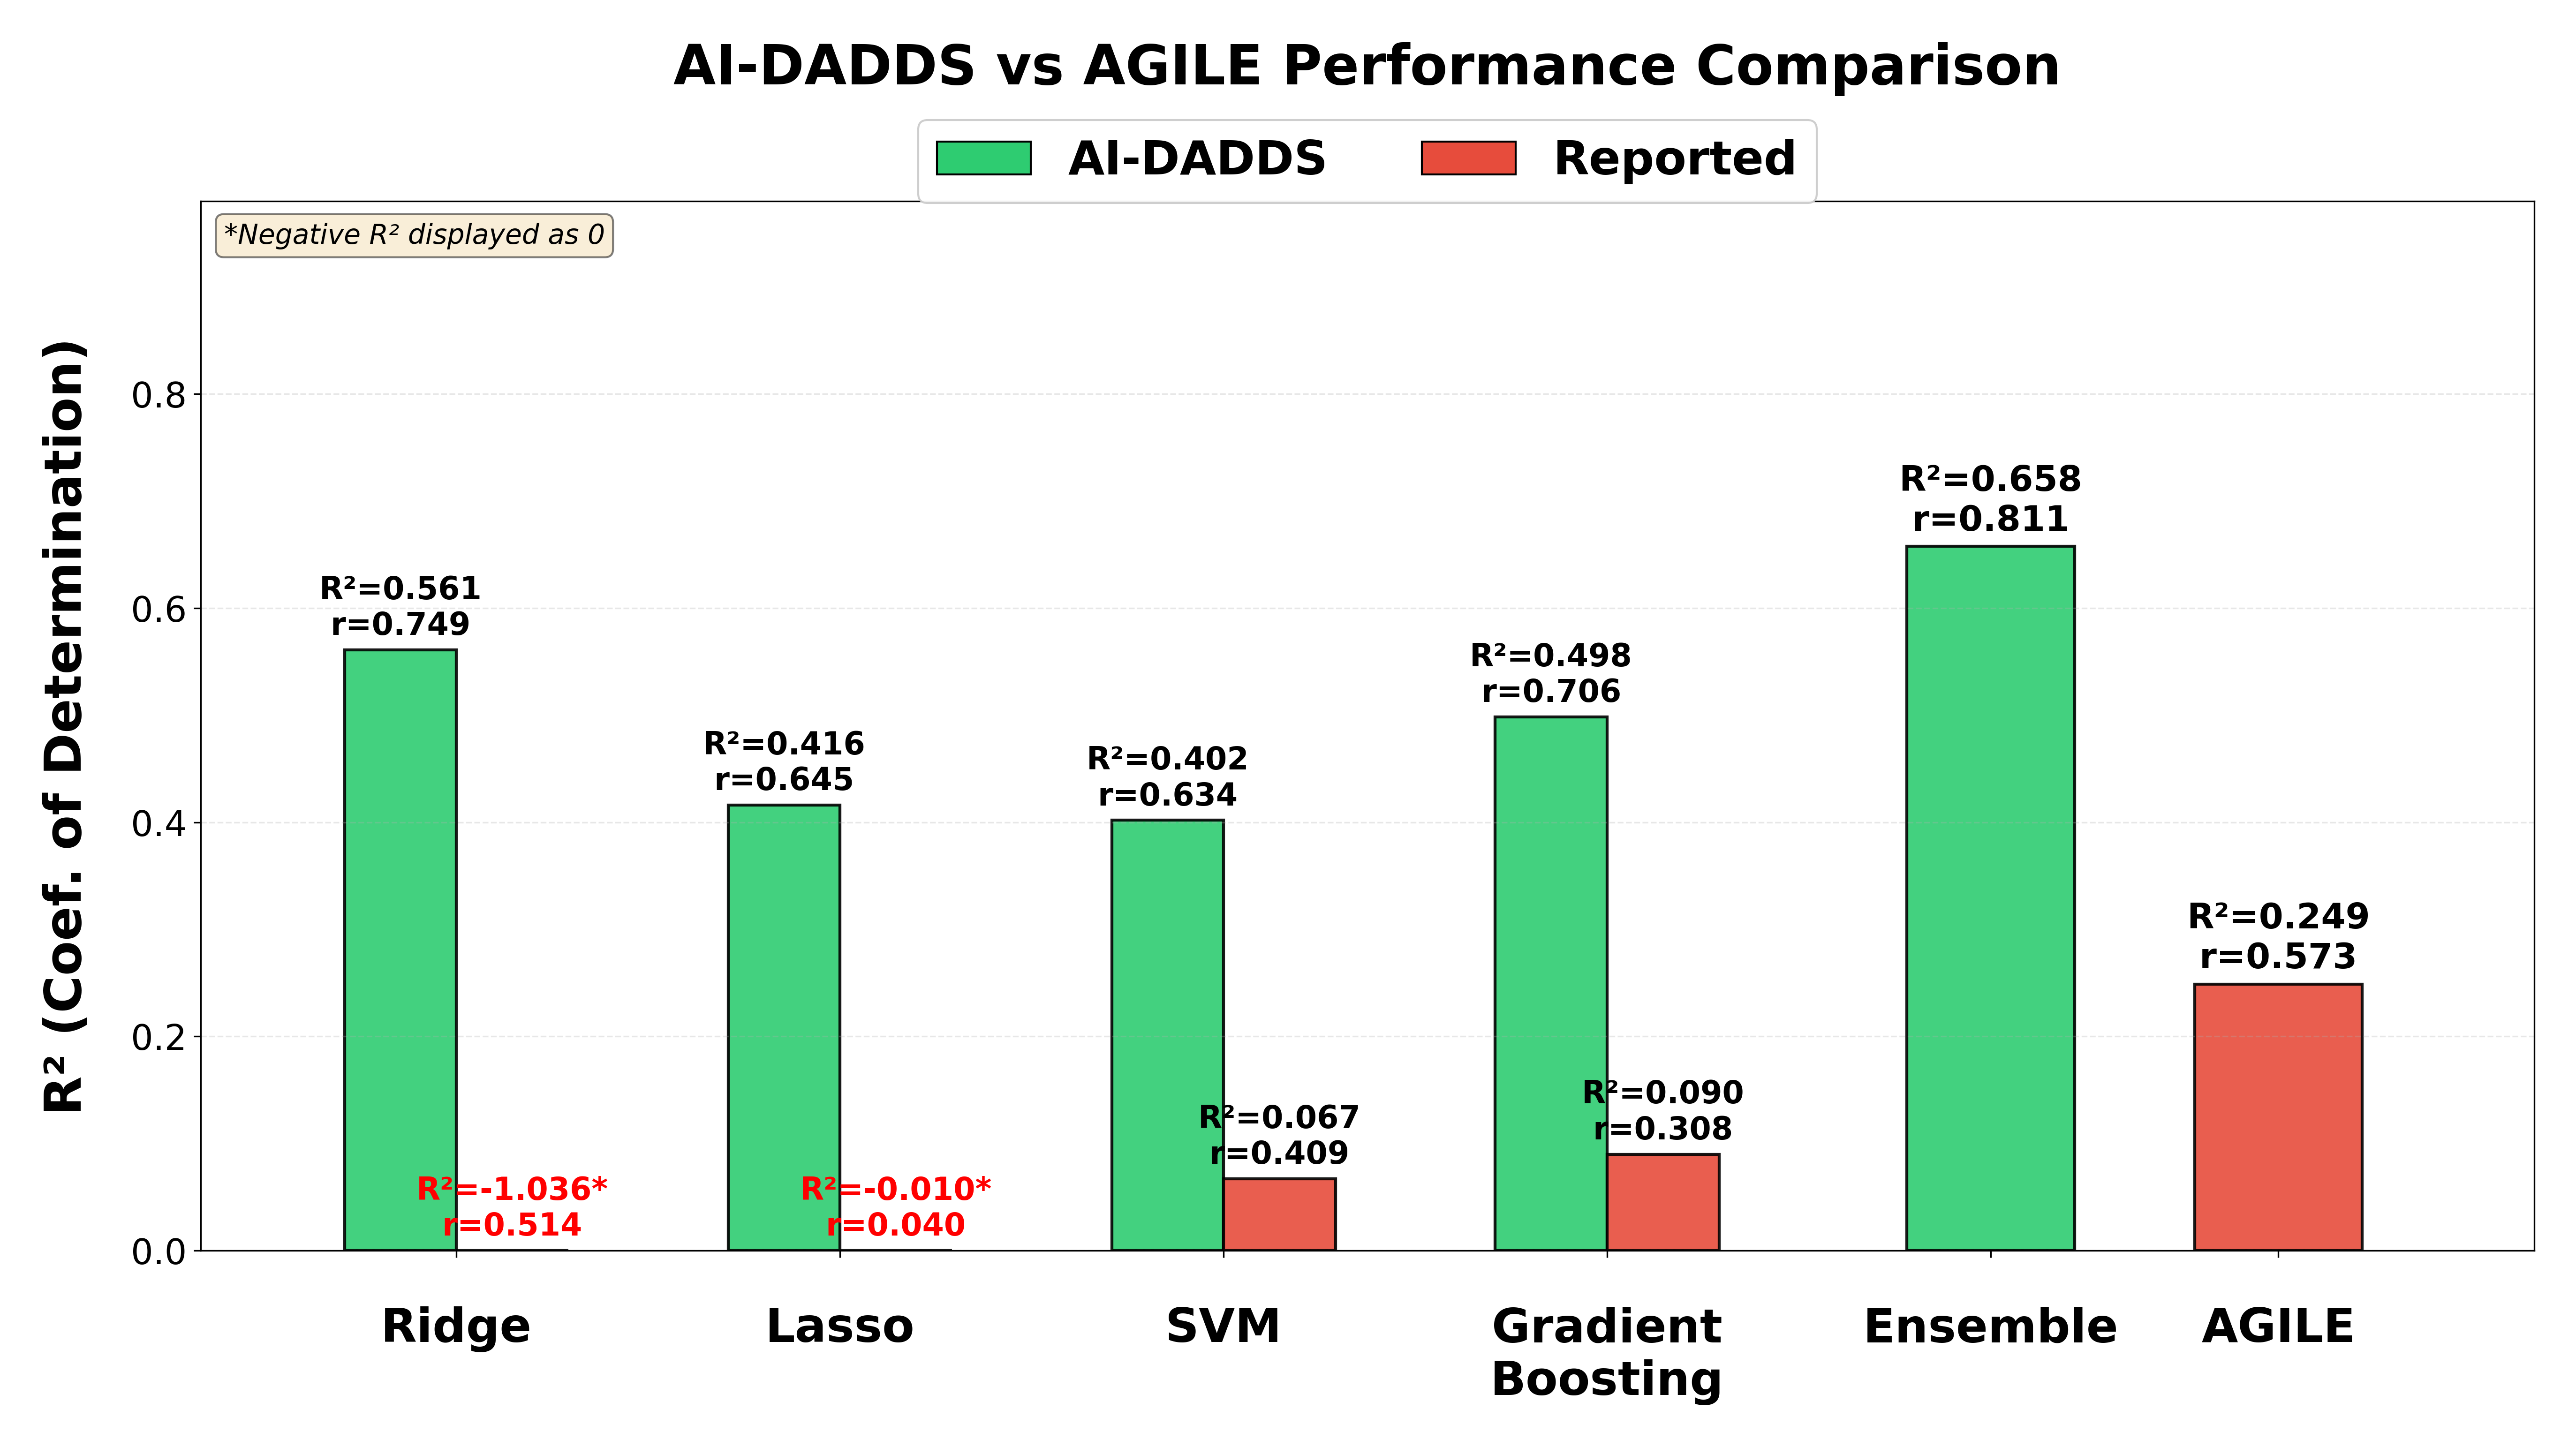 AI-DADDS vs AGILE Performance Comparison
AI-DADDS
Reported
*Negative R² displayed as 0
R² (Coef. of Determination)
0.8
0.6
0.4
0.2
0.0
R²=0.561
r=0.749
R²=-1.036*
r=0.514
R²=0.416
r=0.645
R²=-0.010*
r=0.040
R²=0.402
r=0.634
R²=0.067
r=0.409
R²=0.498
r=0.706
R²=0.090
r=0.308
R²=0.658
r=0.811
R²=0.249
r=0.573
Ridge
Lasso
SVM
Gradient
Boosting
Ensemble
AGILE